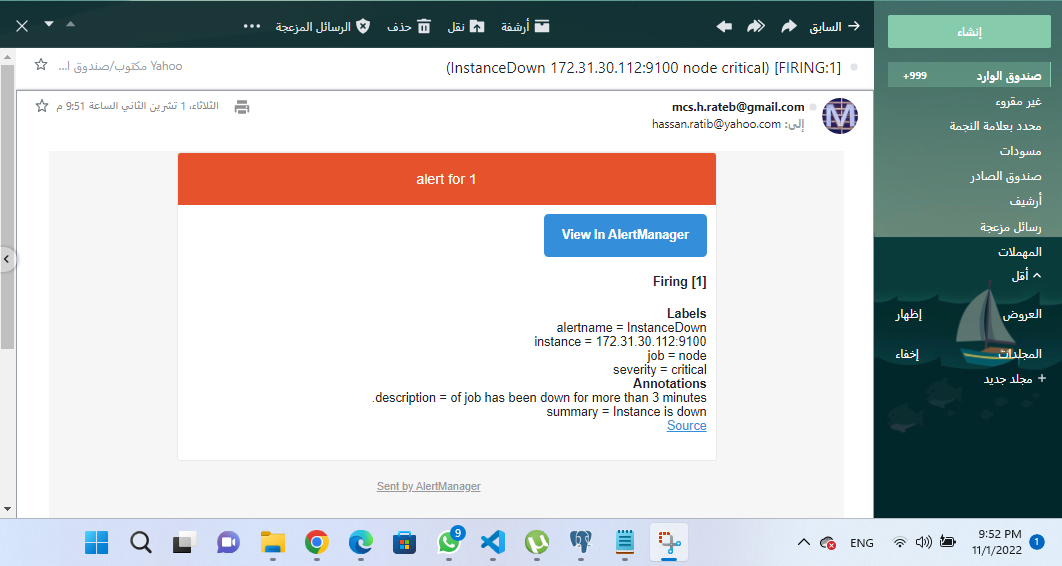 السابق
أرشفة
نقل
حذف
الرسائل المزعجة
إنشاء
[FIRING:1] (InstanceDown 172.31.30.112:9100 node critical)
Yahoo مكتوب/صندوق ا...
mcs.h.rateb@gmail.com
إلى: hassan.ratib@yahoo.com
الثلاثاء، 1 تشرين الثاني الساعة 9:51 م
M
alert for 1
View In AlertManager
Firing [1]
Labels
alertname = InstanceDown
instance = 172.31.30.112:9100
job = node
severity = critical
Annotations
.description = of job has been down for more than 3 minutes
summary = Instance is down
Source
Sent by AlertManager
صندوق الوارد 999+
غير مقروء
محدد بعلامة النجمة
مسودات
صندوق الصادر
أرشيف
رسائل مزعجة
المهملات
أقل
العروض إظهار
المجلدات إخفاء
+ مجلد جديد
9
ENG
9:52 PM
11/1/2022
1